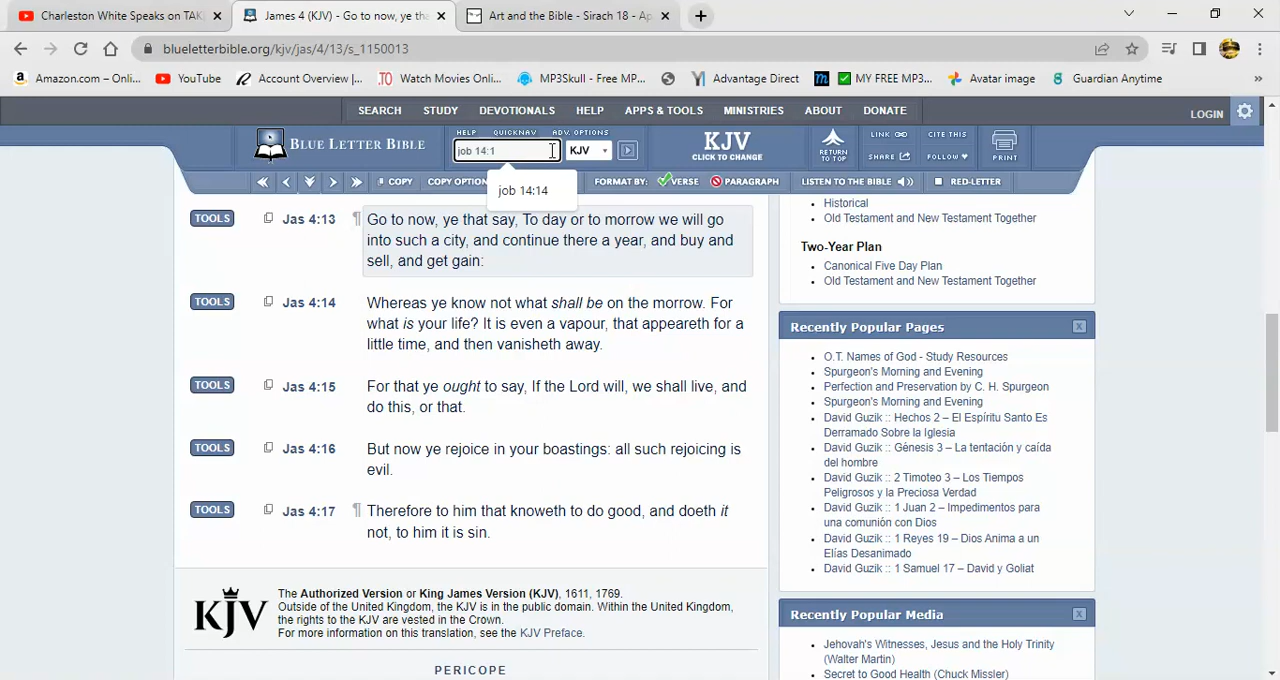 Charleston White Speaks on TAKI
James 4 (KJV) - Go to now, ye tha
Art and the Bible - Sirach 18 - Ap
blueletterbible.org/kjv/jas/4/13/s_1150013
Amazon.com – Onli...
YouTube
Account Overview |...
TO
Watch Movies Onli...
MP3Skull - Free MP...
Advantage Direct
MY FREE MP3...
Avatar image
Guardian Anytime
»
SEARCH
STUDY
DEVOTIONALS
HELP
APPS & TOOLS
MINISTRIES
ABOUT
DONATE
LOGIN
BLUE LETTER BIBLE
HELP
QUICKNAV
ADV. OPTIONS
job 14:1
KJV
KJV
CLICK TO CHANGE
RETURN
TO TOP
LINK
SHARE
CITE THIS
FOLLOW
PRINT
COPY
COPY OPTION
job 14:14
FORMAT BY:
VERSE
PARAGRAPH
LISTEN TO THE BIBLE
RED-LETTER
TOOLS
Jas 4:13
¶ Go to now, ye that say, To day or to morrow we will go
into such a city, and continue there a year, and buy and
sell, and get gain:
TOOLS
Jas 4:14
Whereas ye know not what shall be on the morrow. For
what is your life? It is even a vapour, that appeareth for a
little time, and then vanisheth away.
TOOLS
Jas 4:15
For that ye ought to say, If the Lord will, we shall live, and
do this, or that.
TOOLS
Jas 4:16
But now ye rejoice in your boastings: all such rejoicing is
evil.
TOOLS
Jas 4:17
¶ Therefore to him that knoweth to do good, and doeth it
not, to him it is sin.
KJV
The Authorized Version or King James Version (KJV), 1611, 1769.
Outside of the United Kingdom, the KJV is in the public domain. Within the United Kingdom,
the rights to the KJV are vested in the Crown.
For more information on this translation, see the KJV Preface.
PERICOPE
Historical
Old Testament and New Testament Together
Two-Year Plan
Canonical Five Day Plan
Old Testament and New Testament Together
Recently Popular Pages
X
O.T. Names of God - Study Resources
Spurgeon's Morning and Evening
Perfection and Preservation by C. H. Spurgeon
Spurgeon's Morning and Evening
David Guzik :: Hechos 2 – El Espíritu Santo Es
Derramado Sobre la Iglesia
David Guzik :: Génesis 3 – La tentación y caída
del hombre
David Guzik :: 2 Timoteo 3 – Los Tiempos
Peligrosos y la Preciosa Verdad
David Guzik :: 1 Juan 2 – Impedimentos para
una comunión con Dios
David Guzik :: 1 Reyes 19 – Dios Anima a un
Elías Desanimado
David Guzik :: 1 Samuel 17 – David y Goliat
Recently Popular Media
X
Jehovah's Witnesses, Jesus and the Holy Trinity
(Walter Martin)
Secret to Good Health (Chuck Missler)